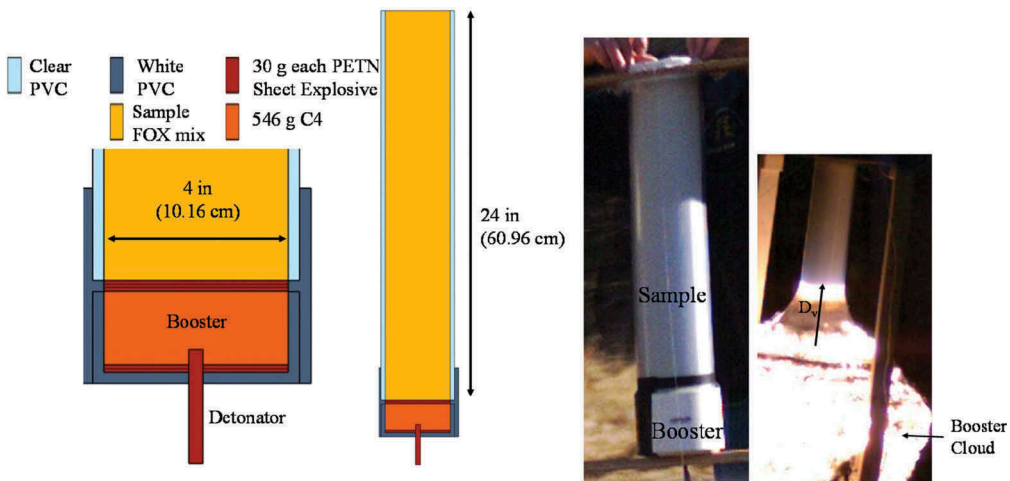 Clear
PVC
White
PVC
30 g each PETN
Sheet Explosive
Sample
FOX mix
546 g C4
4 in
(10.16 cm)
Booster
Detonator
24 in
(60.96 cm)
Sample
Booster
Dv
Booster
Cloud